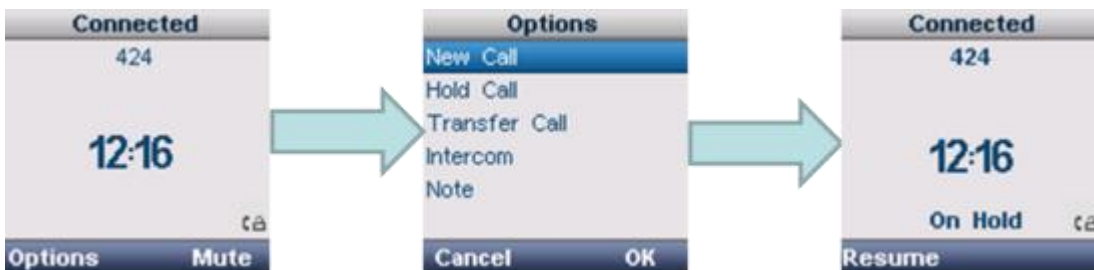 Connected
424
12:16
Options Mute
Options
New Call
Hold Call
Transfer Call
Intercom
Note
Cancel OK
Connected
424
12:16
On Hold
Resume